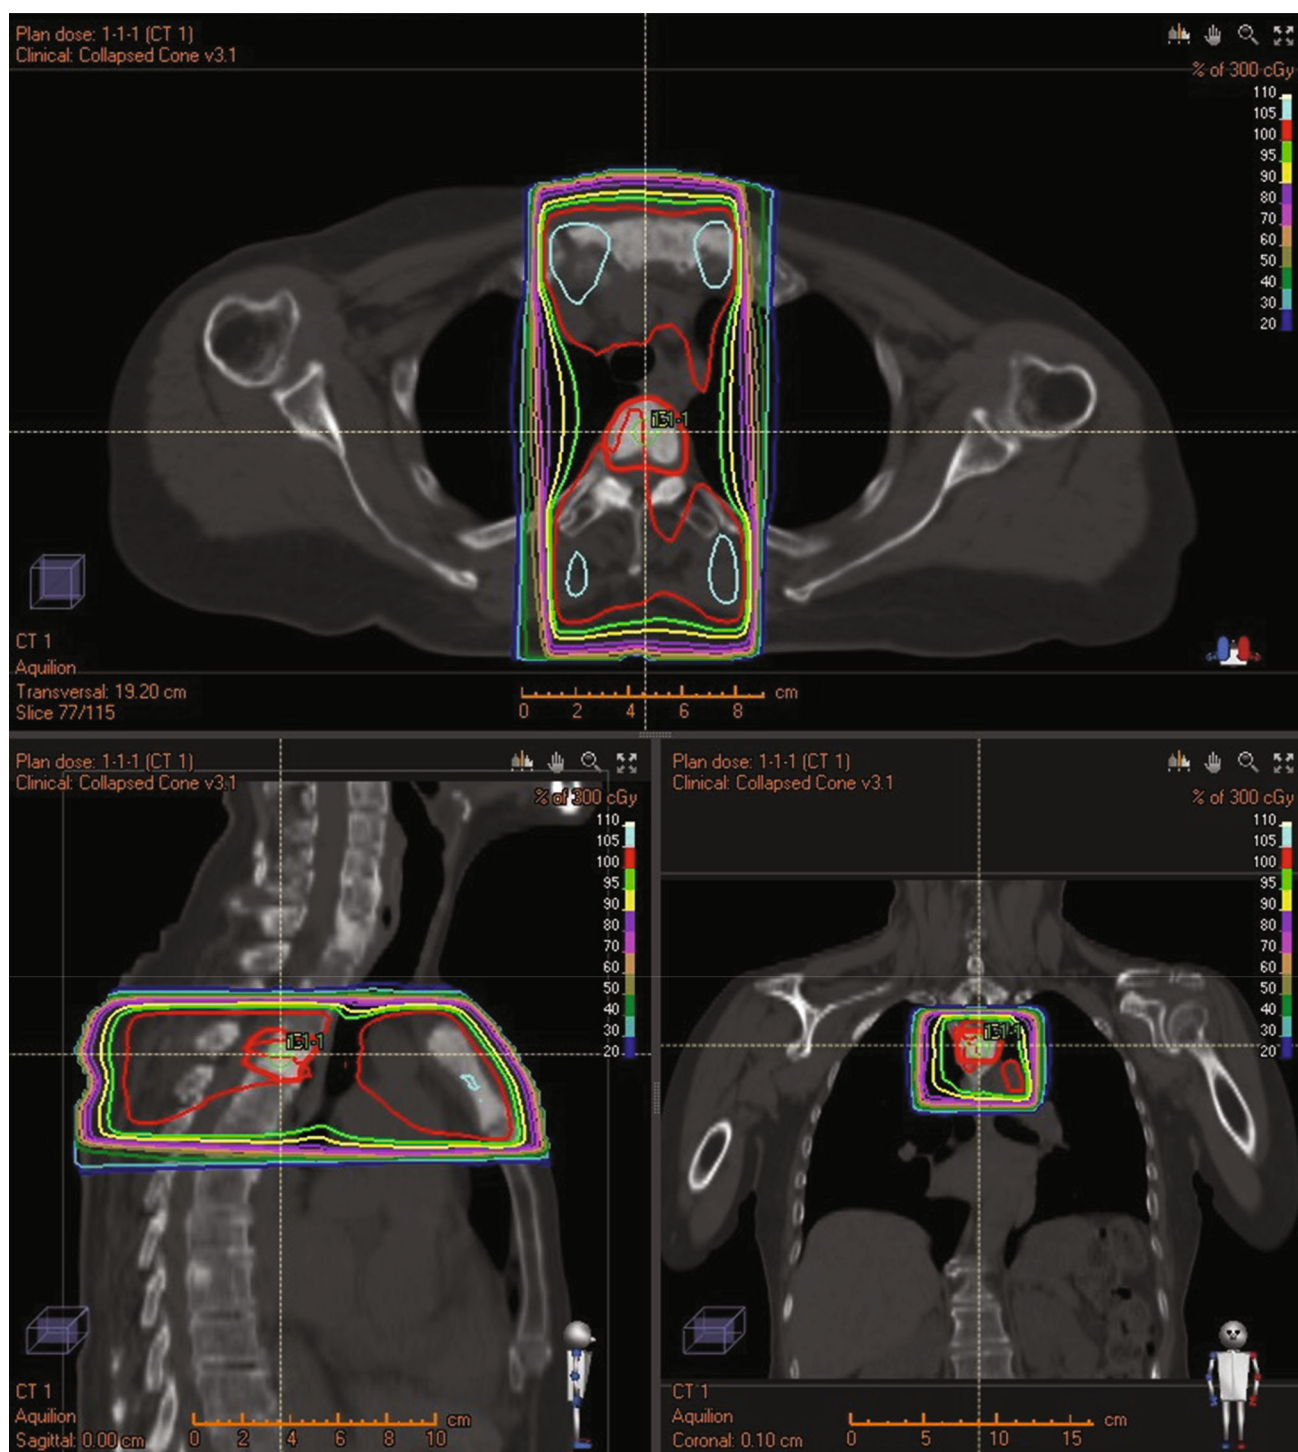 Plan dose: 1-1-1 (CT 1)
Clinical: Collapsed Cone v3.1
% of 300 cGy
110
105
100
95
90
80
70
60
50
40
30
20
CT 1
Aquilion
Transversal: 19.20 cm
Slice 77/115
0 2 4 6 8 cm
Plan dose: 1-1-1 (CT 1)
Clinical: Collapsed Cone v3.1
% of 300 cGy
110
105
100
95
90
80
70
60
50
40
30
20
CT 1
Aquilion
Sagittal: 0.00 cm
0 2 4 6 8 10 cm
Plan dose: 1-1-1 (CT 1)
Clinical: Collapsed Cone v3.1
% of 300 cGy
110
105
100
95
90
80
70
60
50
40
30
20
CT 1
Aquilion
Coronal: 0.10 cm
0 5 10 15 cm